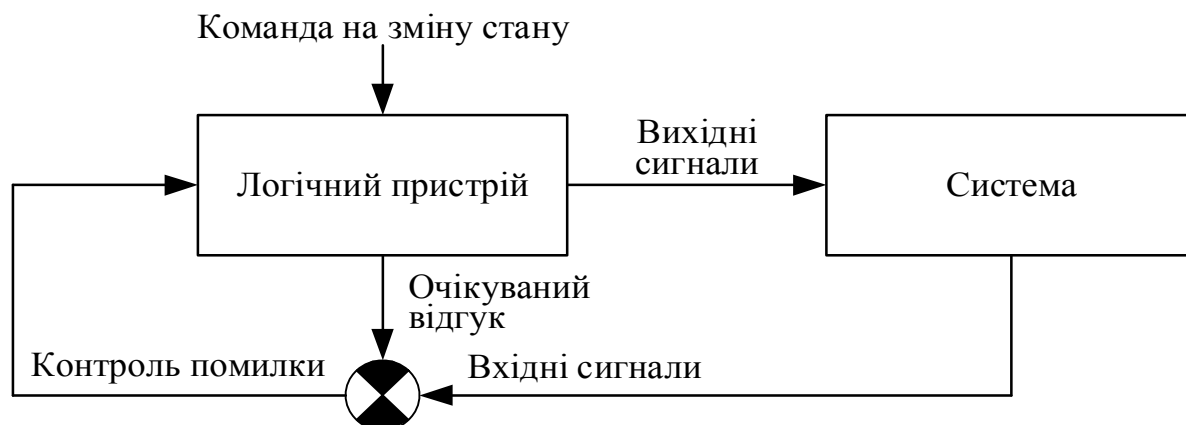 Команда на зміну стану
Вихідні
сигнали
Логічний пристрій
Система
Очікуваний
відгук
Контроль помилки
Вхідні сигнали